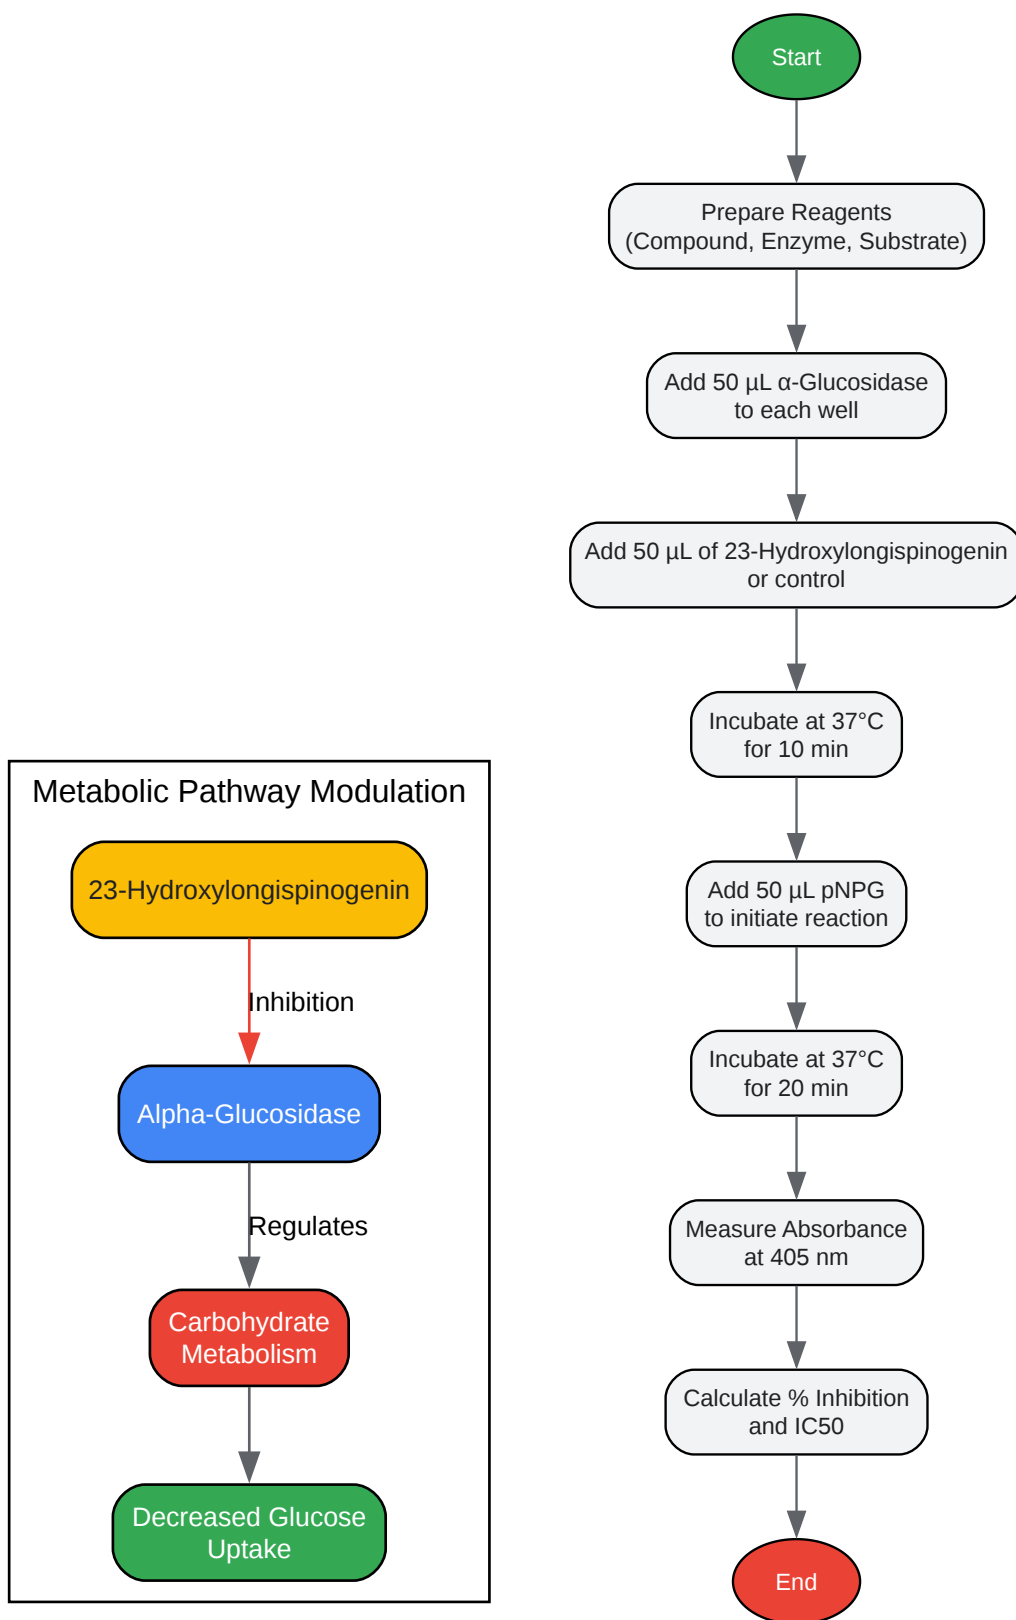 Start
Prepare Reagents
(Compound, Enzyme, Substrate)
Add 50 µL α-Glucosidase
to each well
Add 50 µL of 23-Hydroxylongispinogenin
or control
Incubate at 37°C
for 10 min
Add 50 µL pNPG
to initiate reaction
Incubate at 37°C
for 20 min
Measure Absorbance
at 405 nm
Calculate % Inhibition
and IC50
End
Metabolic Pathway Modulation
23-Hydroxylongispinogenin
Inhibition
Alpha-Glucosidase
Regulates
Carbohydrate
Metabolism
Decreased Glucose
Uptake